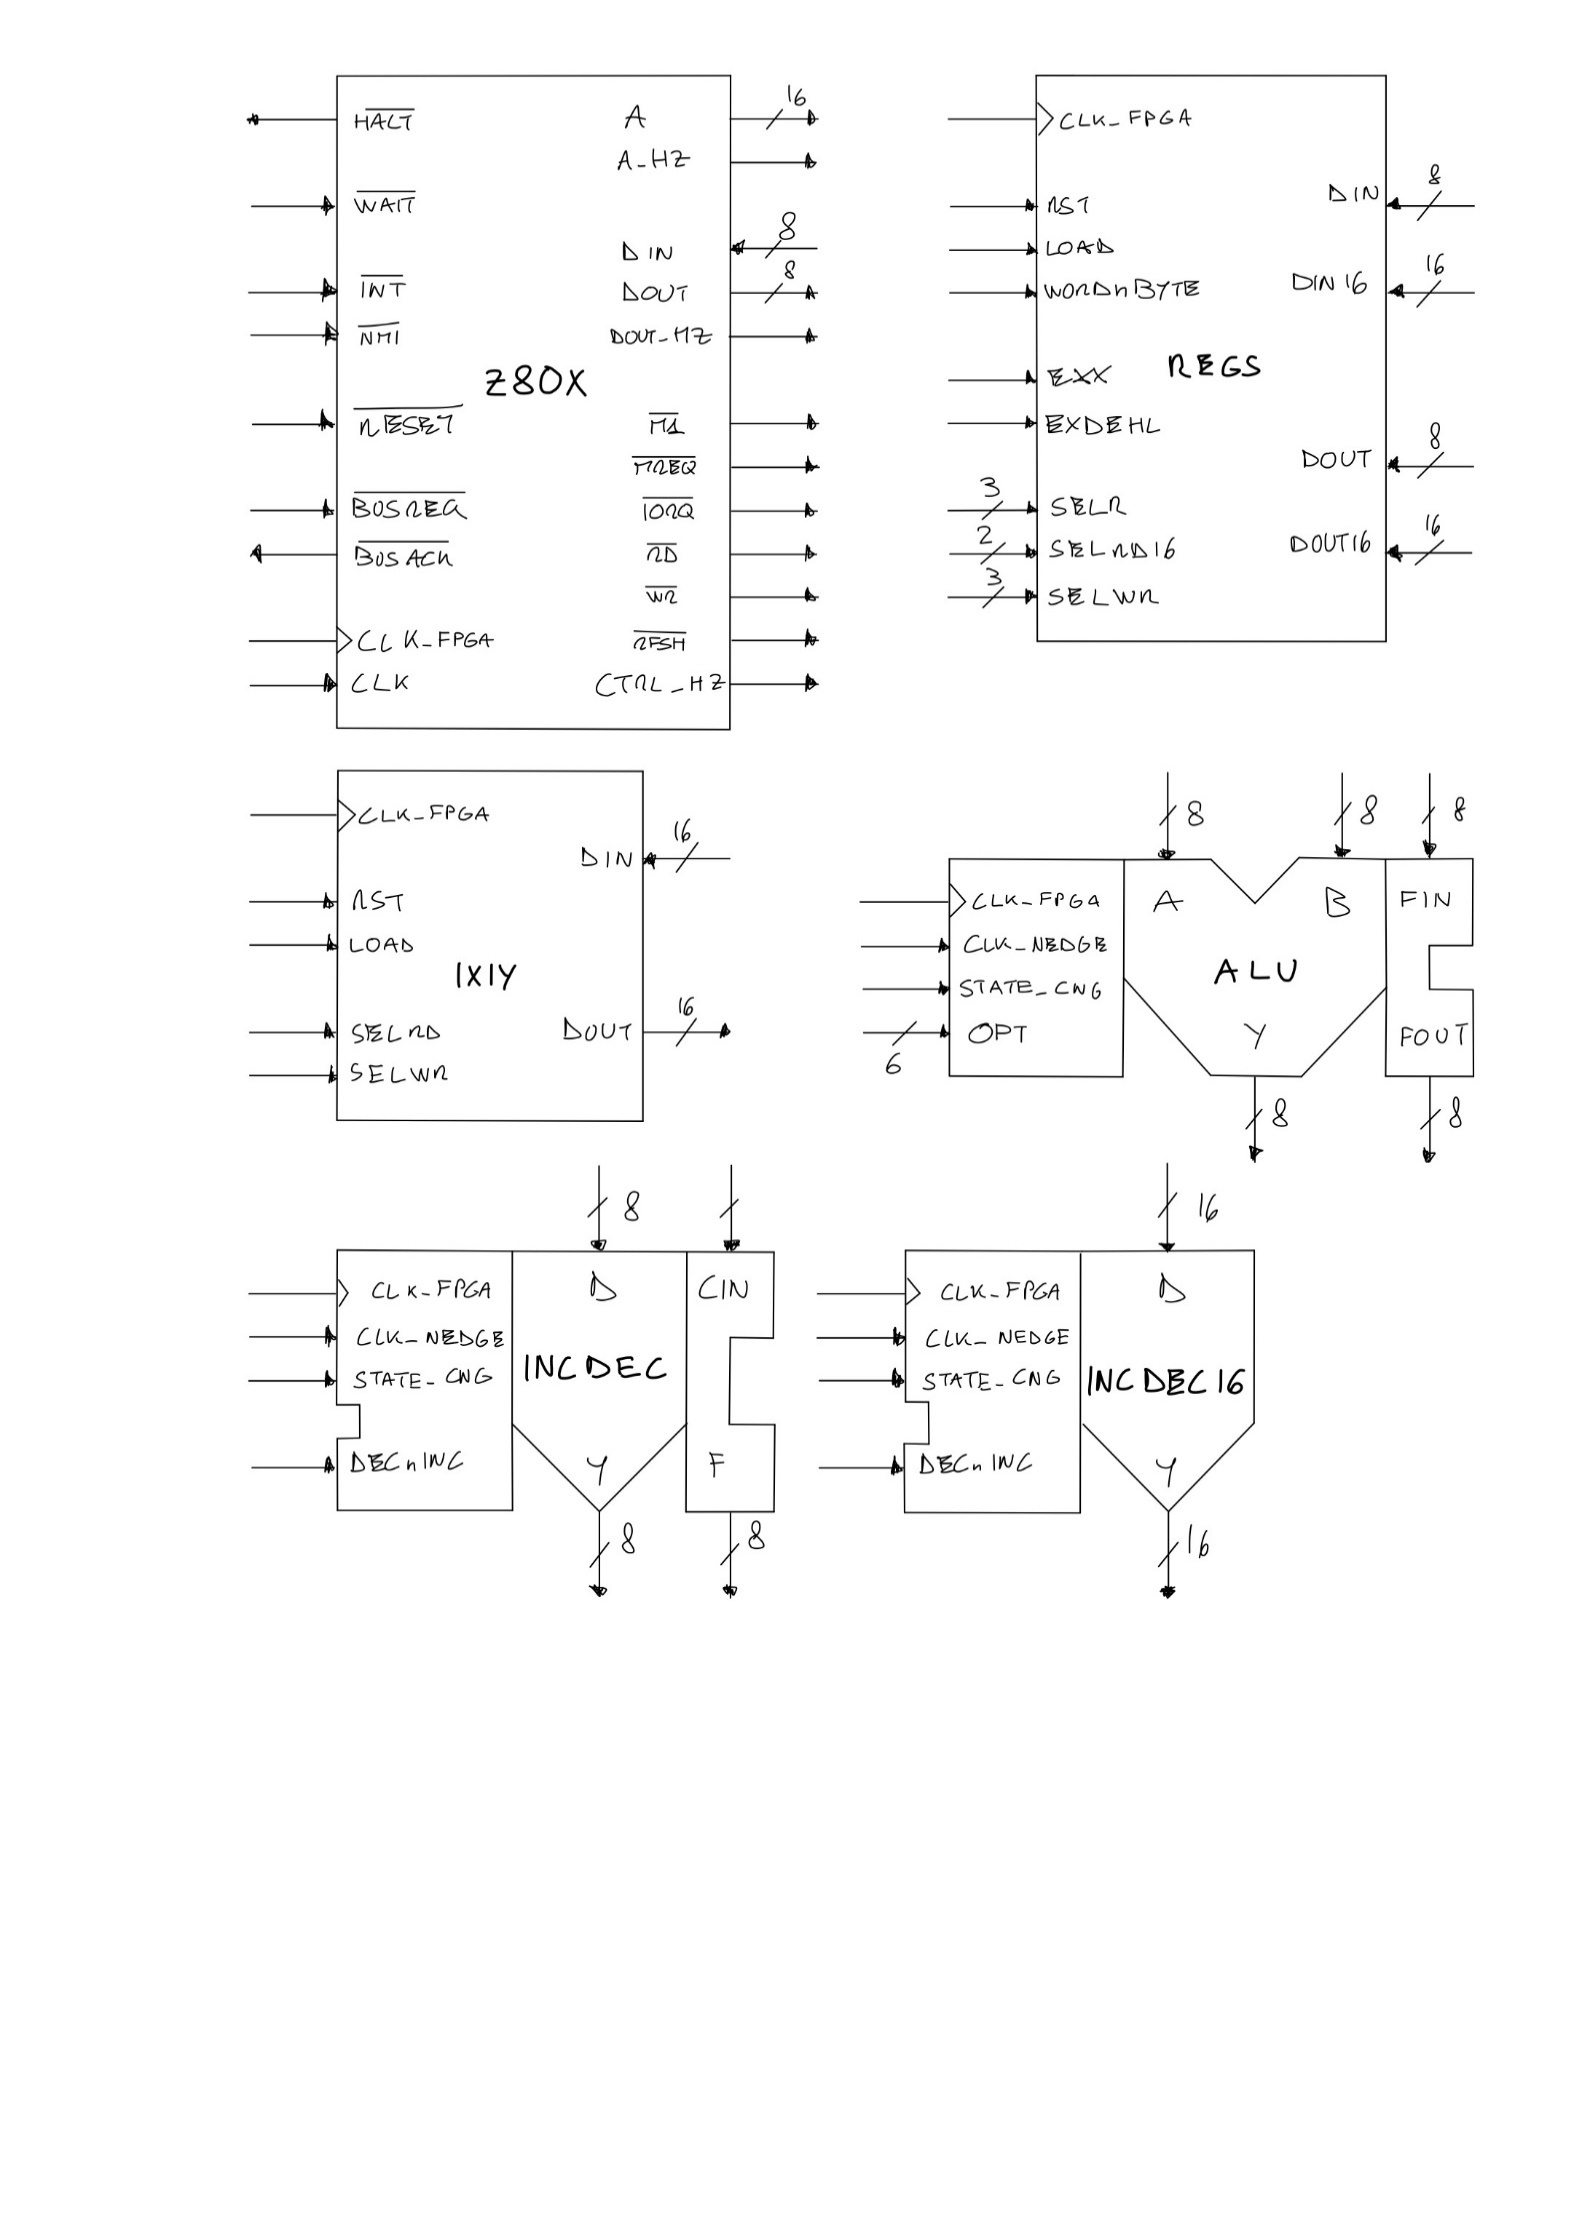 16
HALT A
A_HZ
WAIT
8
DIN
8
INT DOUT
NMI DOUT_HZ
Z80X
RESET M1
MREQ
BUSREQ IORQ
BUSACK RD
WR
CLK_FPGA RFSH
CLK CTRL_HZ
CLK_FPGA
8
DIN
RST
LOAD
16
WORDnBYTE DIN16
REGS
EXX
EXDEHL
8
DOUT
3
SELR
16
2
SELRD16 DOUT16
3
SELWR
CLK_FPGA
16
DIN
RST
LOAD
IXIY
16
SELRD DOUT
SELWR
8 8 8
CLK_FPGA A B FIN
CLK_NEDGE
STATE_CNG ALU
OPT Y FOUT
6
8 8
8
CLK_FPGA D CIN
CLK_NEDGE
STATE_CNG INCDEC
DECnINC Y F
8 8
16
CLK_FPGA D
CLK_NEDGE
STATE_CNG INCDEC16
DECnINC Y
16